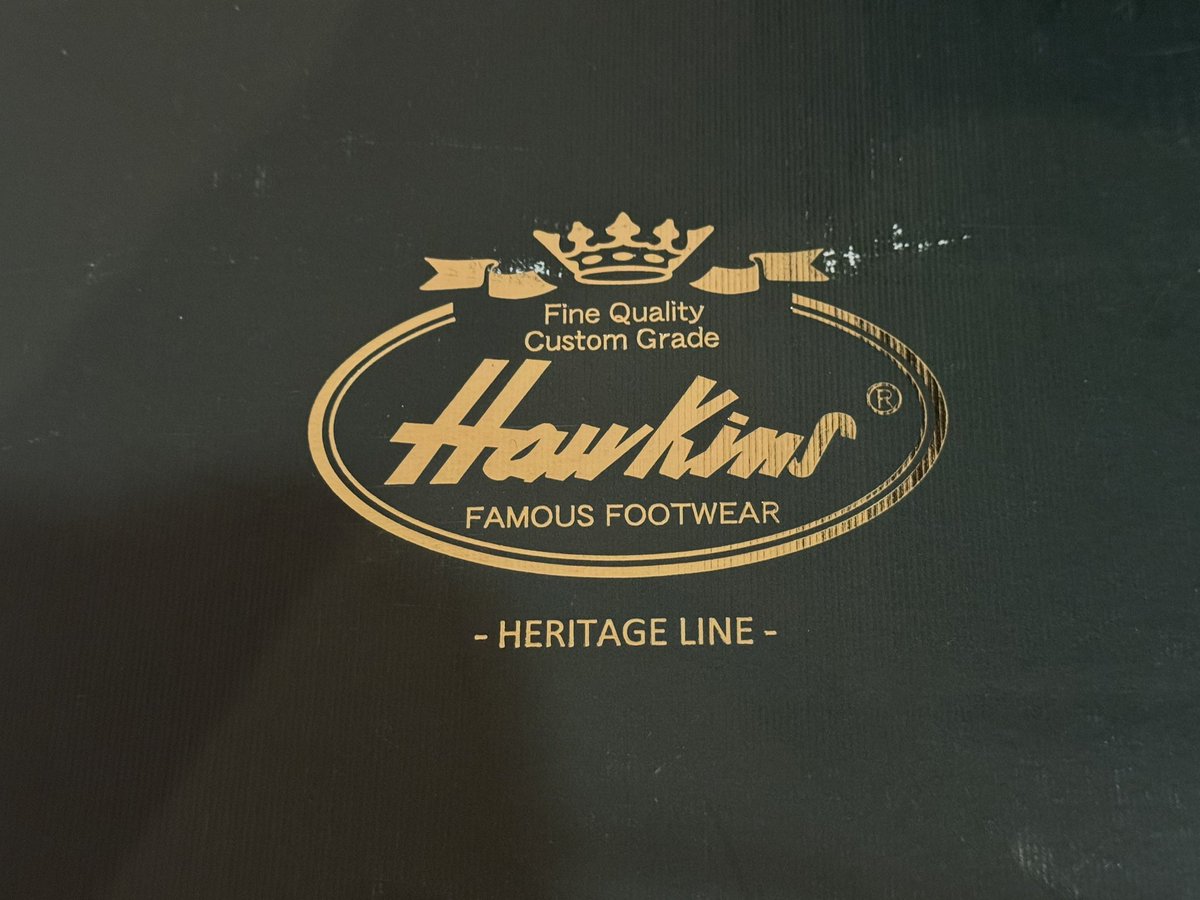 Fine Quality
Custom Grade
Hawkins ®
FAMOUS FOOTWEAR
- HERITAGE LINE -